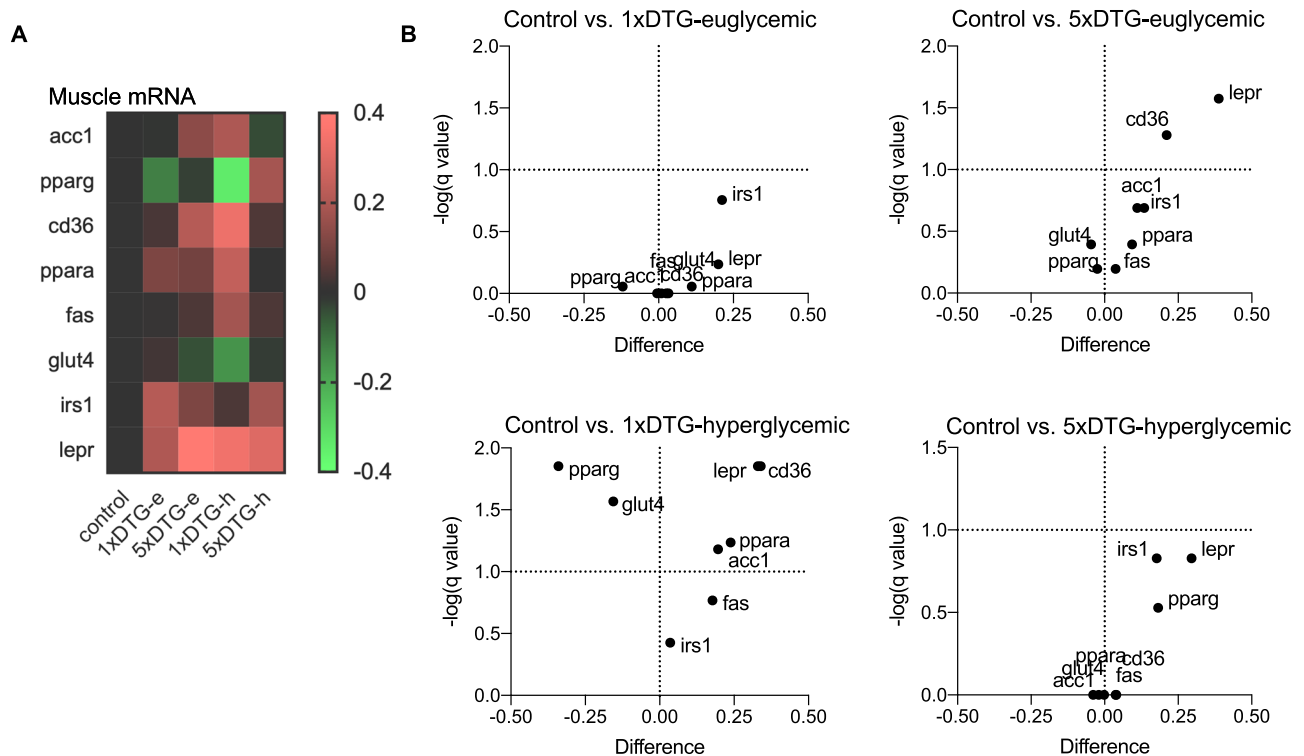 A
Muscle mRNA
acc1
pparg
cd36
ppara
fas
glut4
irs1
lepr
control
1xDTG-e
5xDTG-e
1xDTG-h
5xDTG-h
0.4
0.2
0
-0.2
-0.4
B
Control vs. 1xDTG-euglycemic
2.0
1.5
1.0
0.5
0.0
-log(q value)
irs1
lepr
fas
glut4
pparg
acc1
cd36
ppara
-0.50
-0.25
0.00
0.25
0.50
Difference
Control vs. 5xDTG-euglycemic
2.0
1.5
1.0
0.5
0.0
-log(q value)
lepr
cd36
acc1
irs1
glut4
ppara
pparg
fas
-0.50
-0.25
0.00
0.25
0.50
Difference
Control vs. 1xDTG-hyperglycemic
2.0
1.5
1.0
0.5
0.0
-log(q value)
pparg
lepr
cd36
glut4
ppara
acc1
fas
irs1
-0.50
-0.25
0.00
0.25
0.50
Difference
Control vs. 5xDTG-hyperglycemic
1.5
1.0
0.5
0.0
-log(q value)
irs1
lepr
pparg
ppara
cd36
glut4
acc1
fas
-0.50
-0.25
0.00
0.25
0.50
Difference